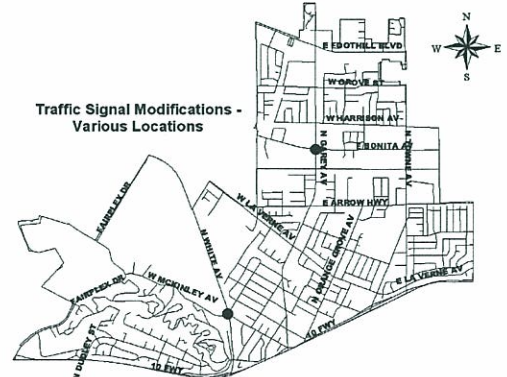 N
W E
S
E FOOTHILL BLVD
W GROVE ST
W HARRISON AV
E BONITA AV
N GAREY AV
N TOWNE AV
Traffic Signal Modifications -
Various Locations
E ARROW HWY
W LA VERNE AV
FAIRPLEX DR
N WHITE AV
N ORANGE GROVE AV
E LA VERNE AV
W MCKINLEY AV
FAIRPLEX DR
10 FWY
N DUDLEY ST
10 FWY